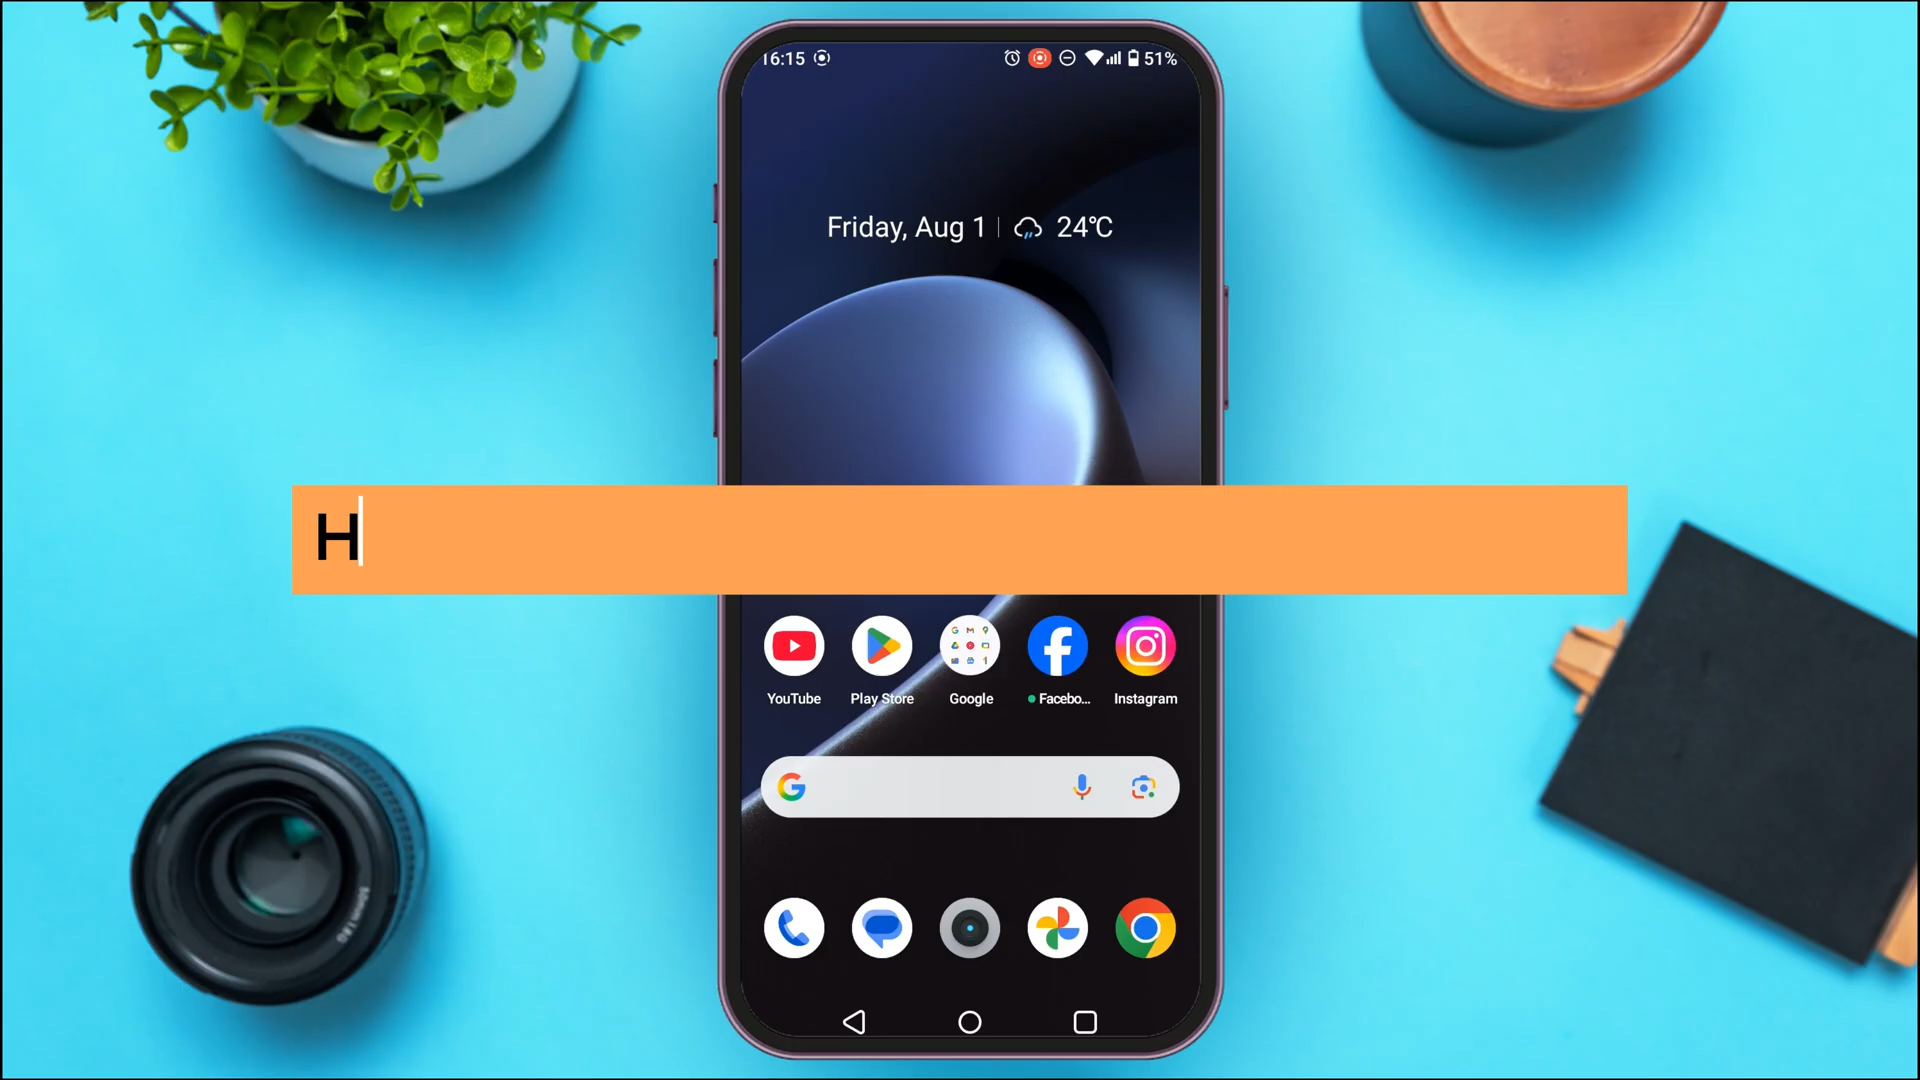 16:15
51%
Friday, Aug 1
24℃
H
YouTube
Play Store
Google
Facebo...
Instagram